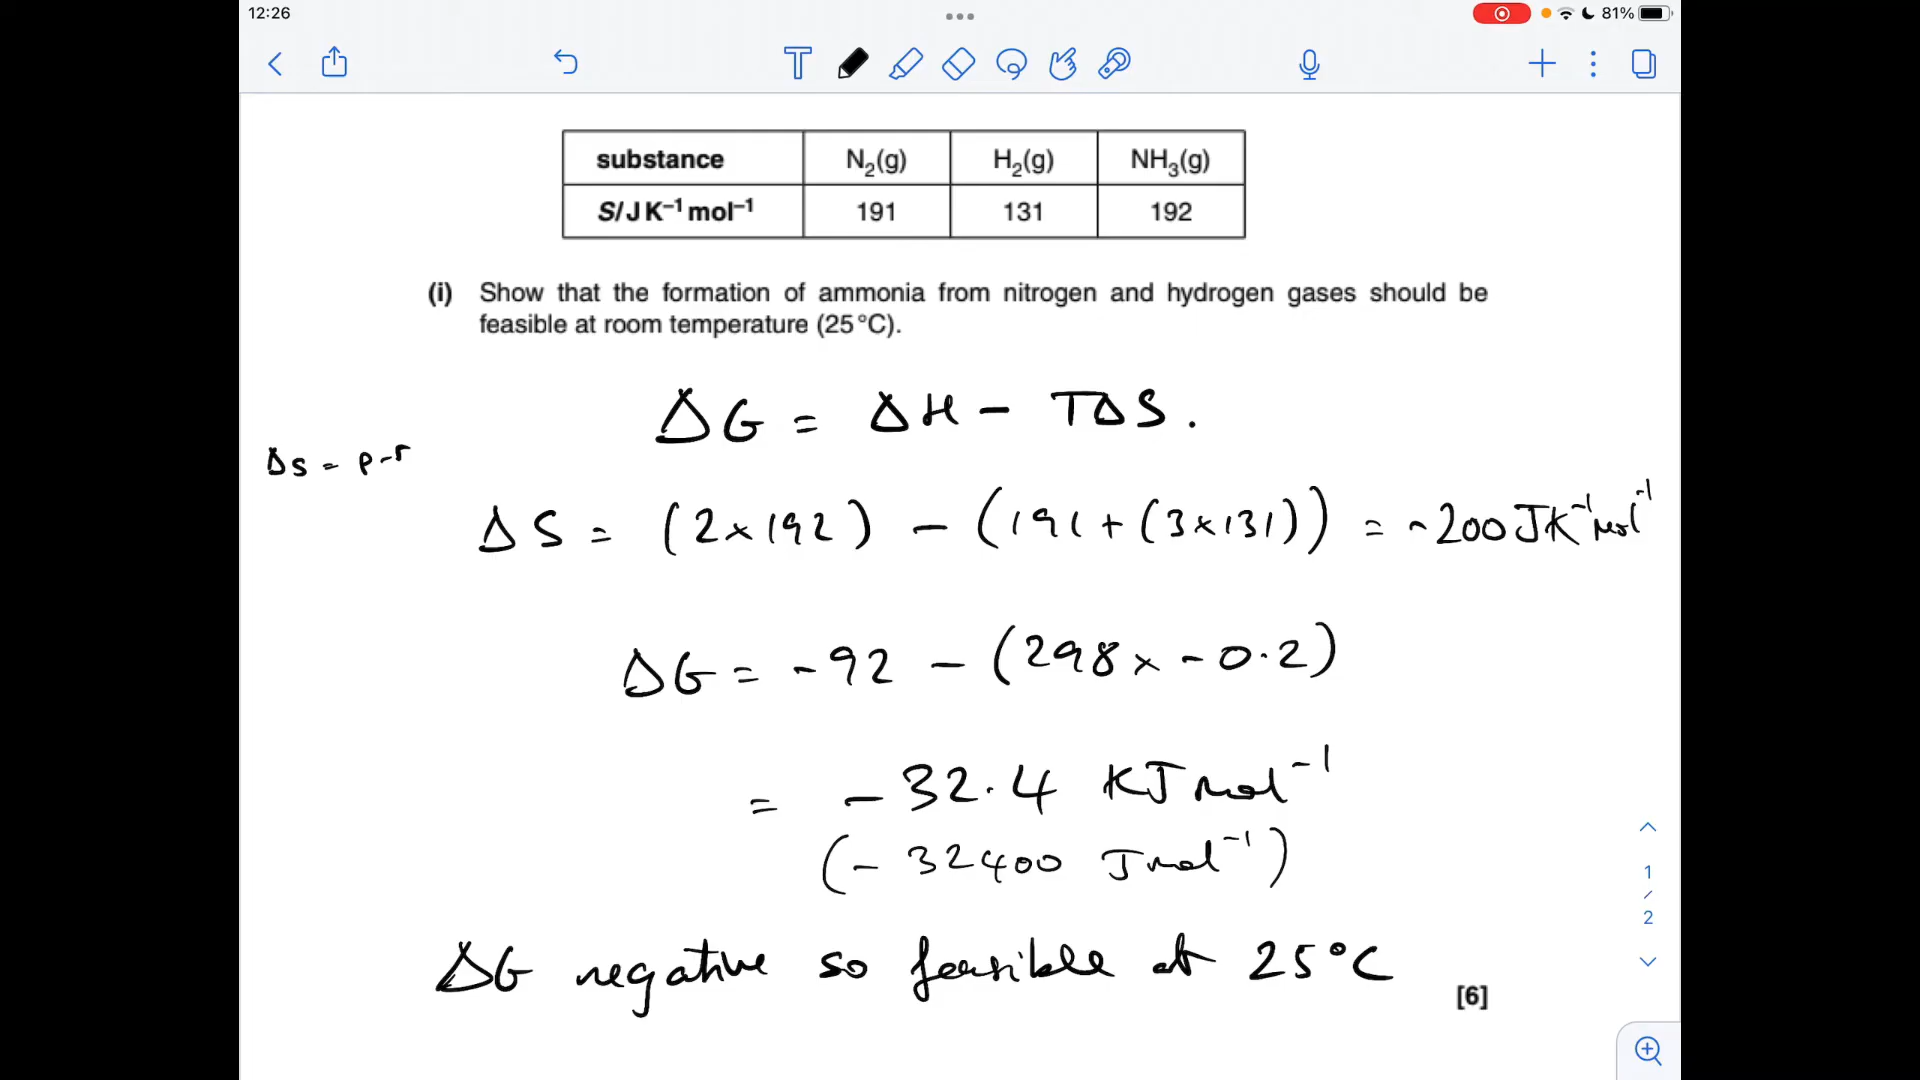 12:26
81%
substance N₂(g) H₂(g) NH₃(g)
S/J K⁻¹ mol⁻¹ 191 131 192
(i) Show that the formation of ammonia from nitrogen and hydrogen gases should be
feasible at room temperature (25 °C).
ΔG = ΔH – TΔS.
ΔS = p-r
ΔS = (2×192) – (191 + (3×131)) = -200 JK⁻¹mol⁻¹
ΔG = -92 – (298 × -0.2)
= -32.4 KJ mol⁻¹
(- 32400 Jmol⁻¹)
ΔG negative so feasible at 25°C
[6]
1
/
2